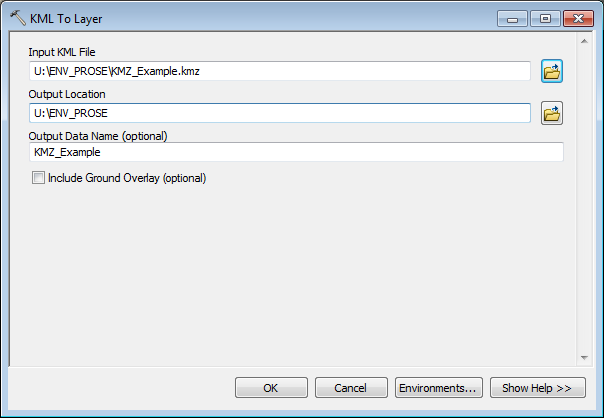 KML To Layer
Input KML File
U:\ENV_PROSE\KMZ_Example.kmz
Output Location
U:\ENV_PROSE
Output Data Name (optional)
KMZ_Example
Include Ground Overlay (optional)
OK Cancel Environments... Show Help >>